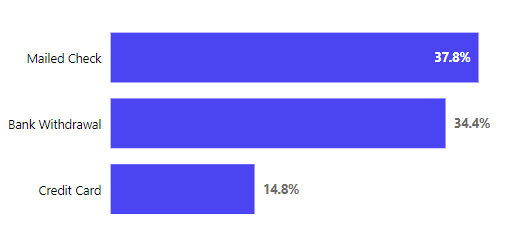 Mailed Check 37.8%
Bank Withdrawal 34.4%
Credit Card 14.8%